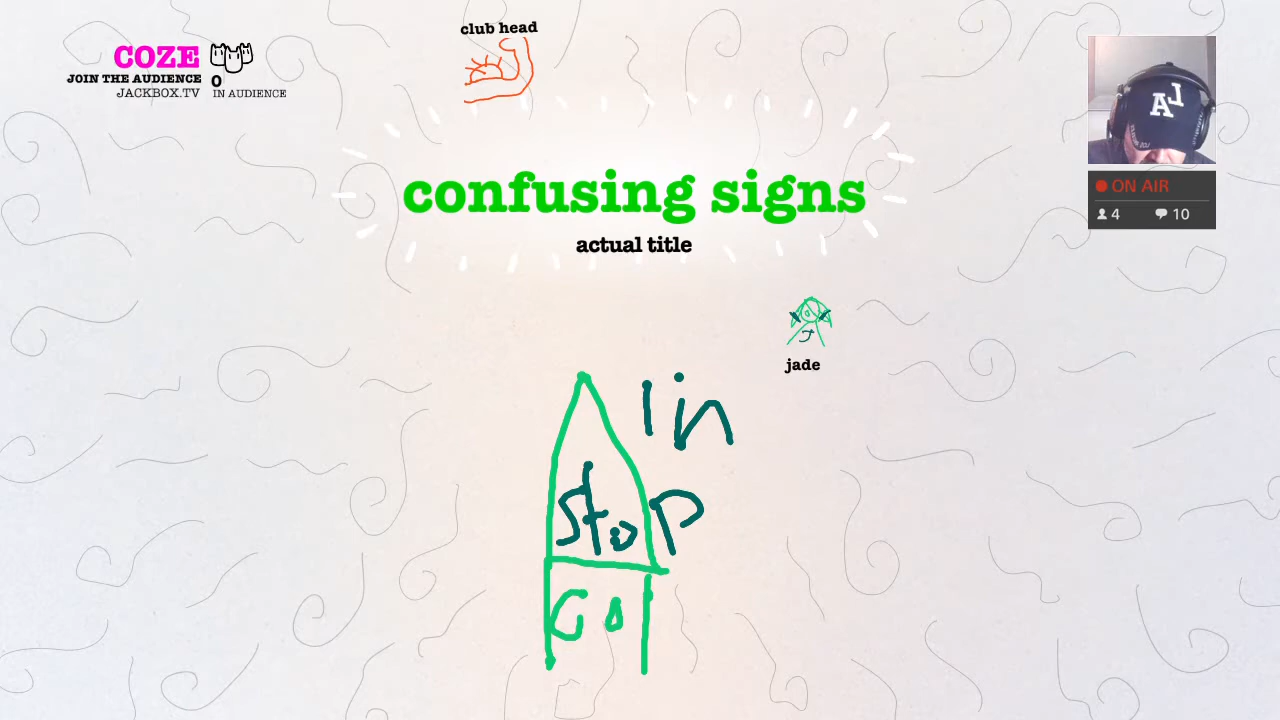 club head
COZE
JOIN THE AUDIENCE
JACKBOX.TV
0
IN AUDIENCE
AJ
ON AIR
4
10
confusing signs
actual title
jade
in
stop
Go